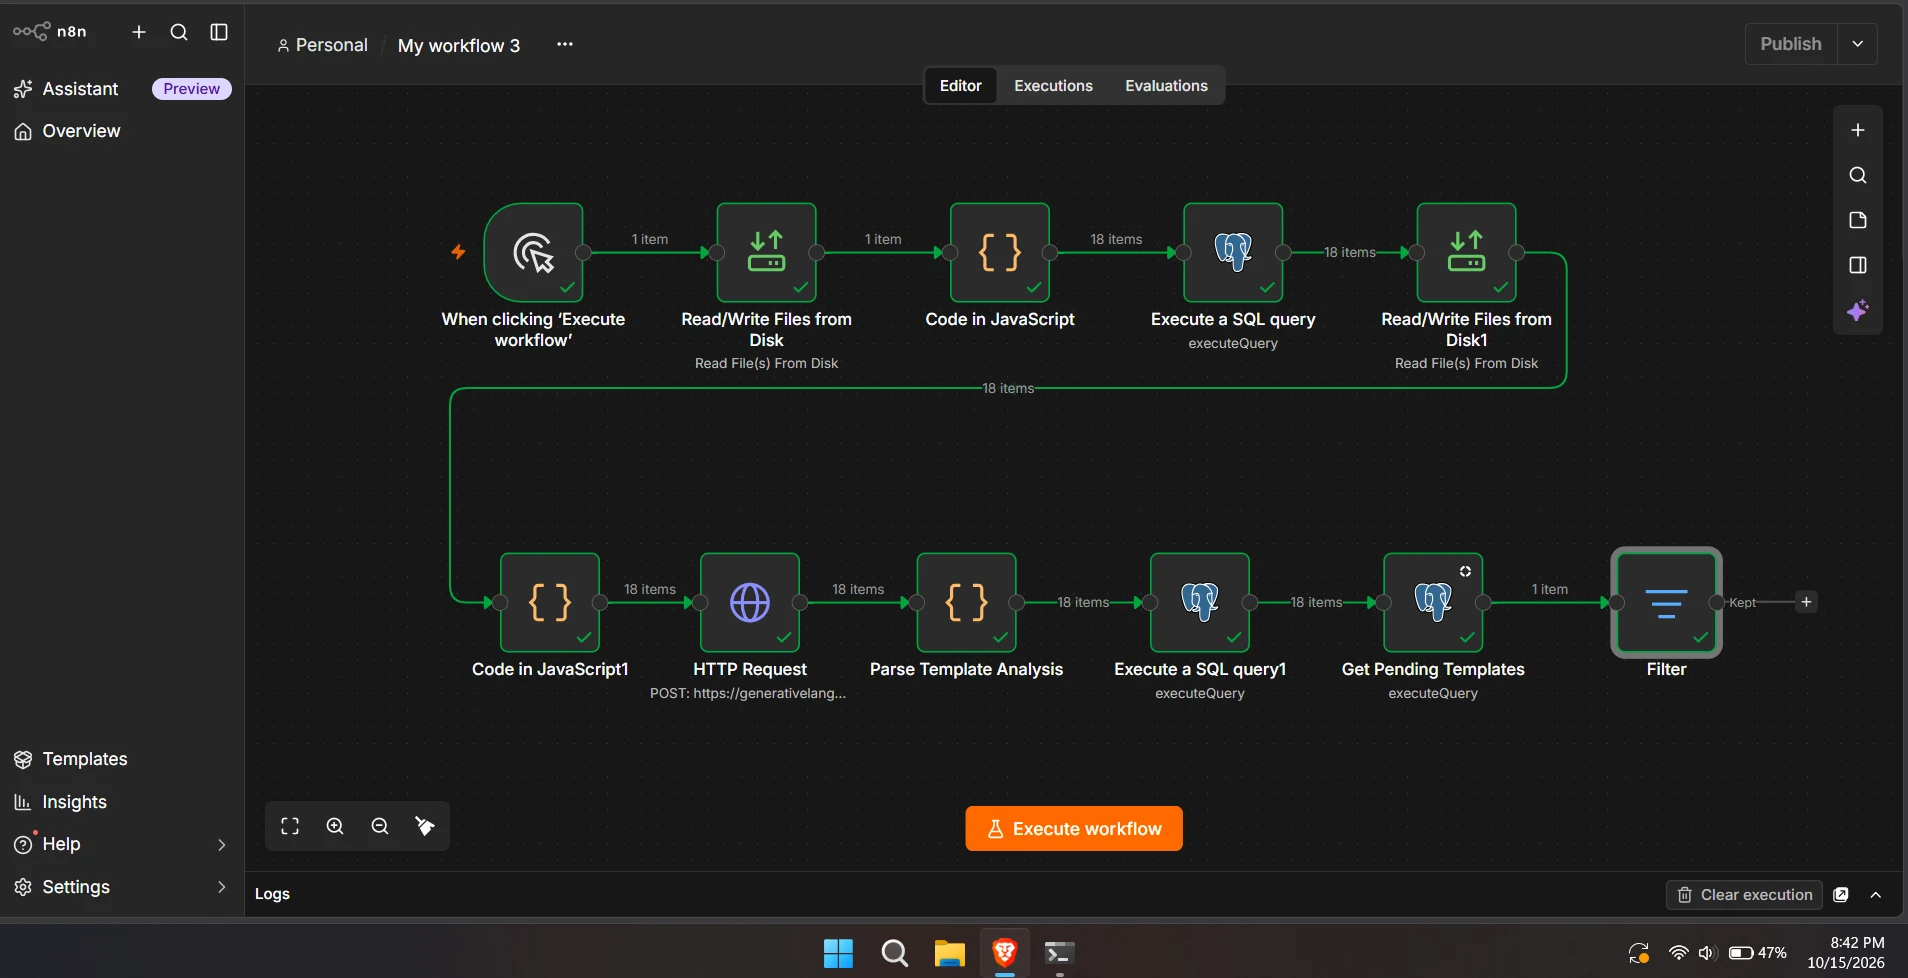 n8n
Assistant
Preview
Overview
Personal / My workflow 3
Publish
Editor
Executions
Evaluations
1 item
1 item
18 items
18 items
When clicking ‘Execute workflow’
Read/Write Files from Disk
Read File(s) From Disk
Code in JavaScript
Execute a SQL query
executeQuery
Read/Write Files from Disk1
Read File(s) From Disk
18 items
18 items
18 items
18 items
18 items
1 item
Kept
Code in JavaScript1
HTTP Request
POST: https://generativelang...
Parse Template Analysis
Execute a SQL query1
executeQuery
Get Pending Templates
executeQuery
Filter
Templates
Insights
Help
Settings
Execute workflow
Logs
Clear execution
47%
8:42 PM
10/15/2026